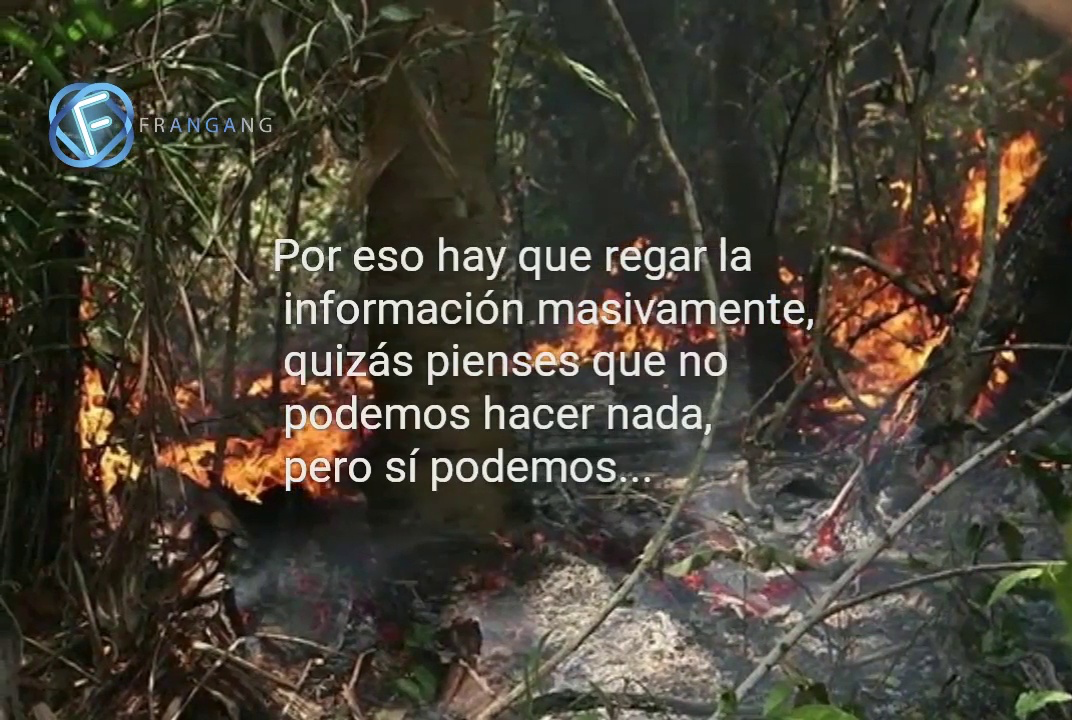 FRANGANG
Por eso hay que regar la
información masivamente,
quizás pienses que no
podemos hacer nada,
pero sí podemos...